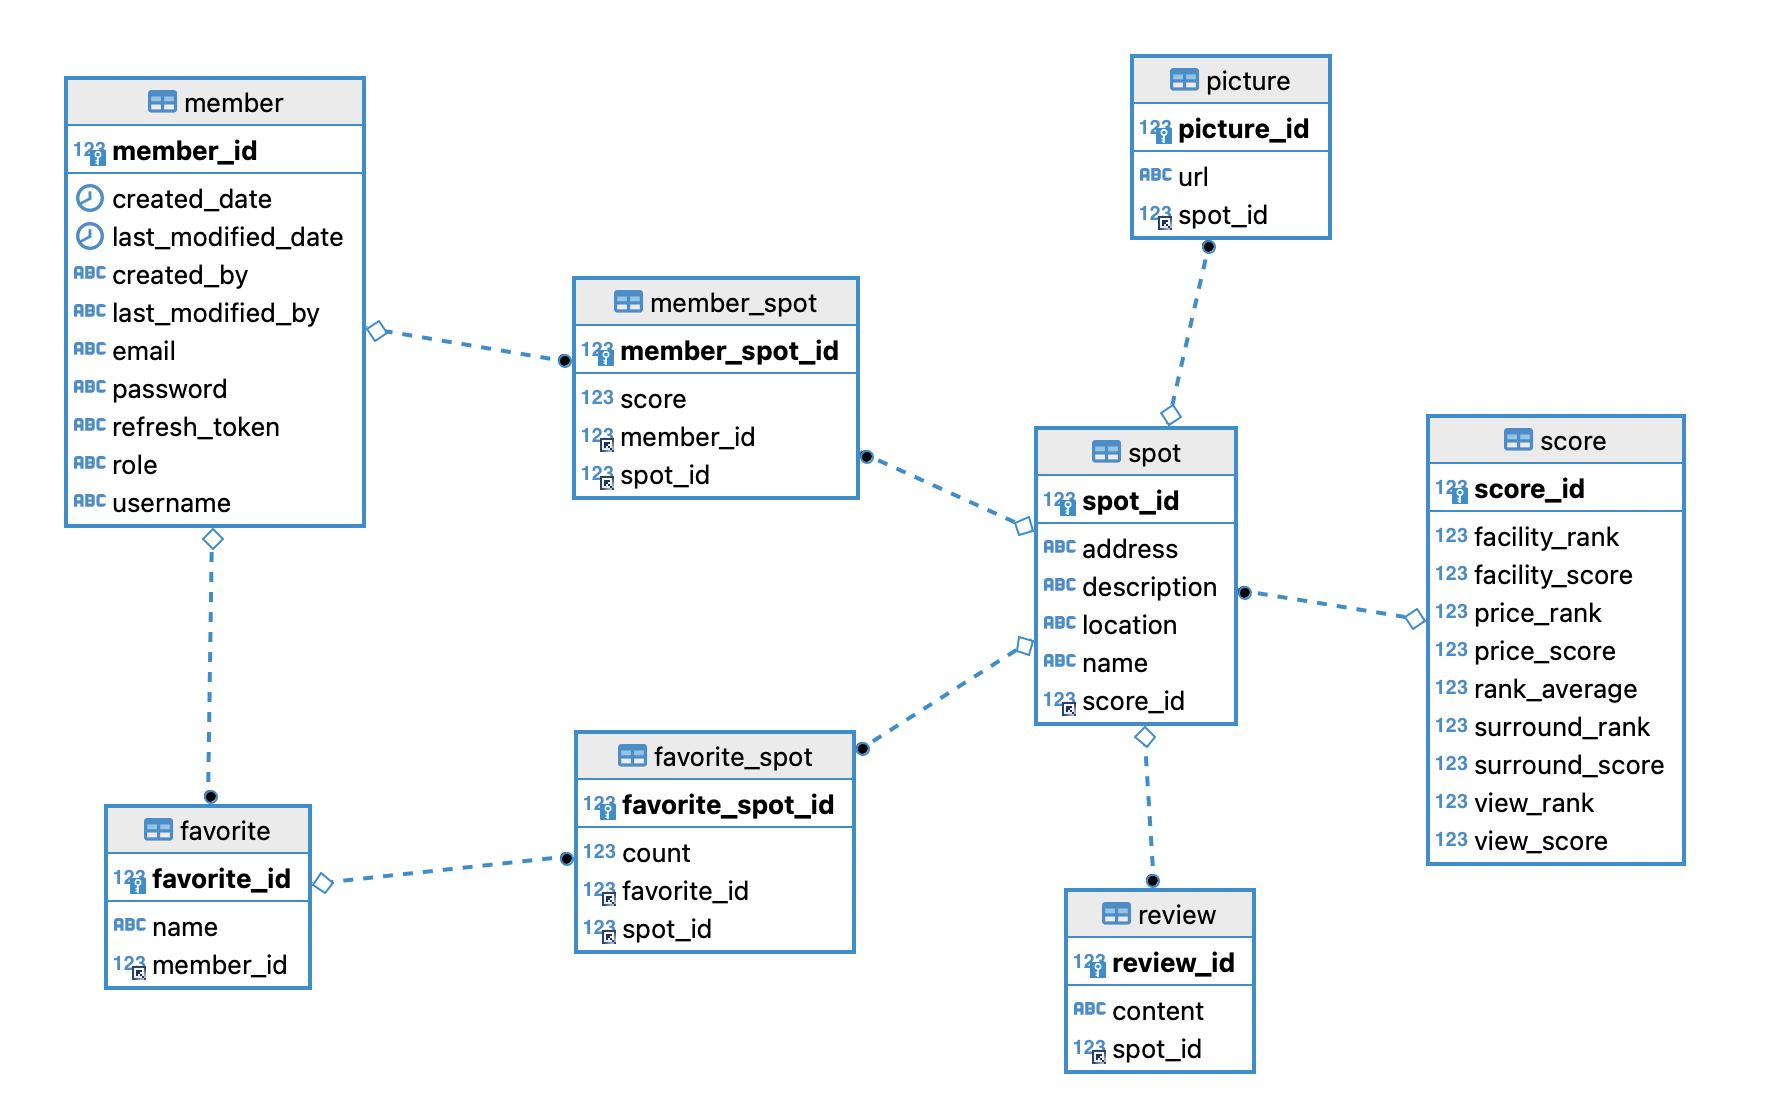 member
123 member_id
created_date
last_modified_date
ABC created_by
ABC last_modified_by
ABC email
ABC password
ABC refresh_token
ABC role
ABC username
member_spot
123 member_spot_id
123 score
123 member_id
123 spot_id
picture
123 picture_id
ABC url
123 spot_id
spot
123 spot_id
ABC address
ABC description
ABC location
ABC name
123 score_id
score
123 score_id
123 facility_rank
123 facility_score
123 price_rank
123 price_score
123 rank_average
123 surround_rank
123 surround_score
123 view_rank
123 view_score
favorite
123 favorite_id
ABC name
123 member_id
favorite_spot
123 favorite_spot_id
123 count
123 favorite_id
123 spot_id
review
123 review_id
ABC content
123 spot_id